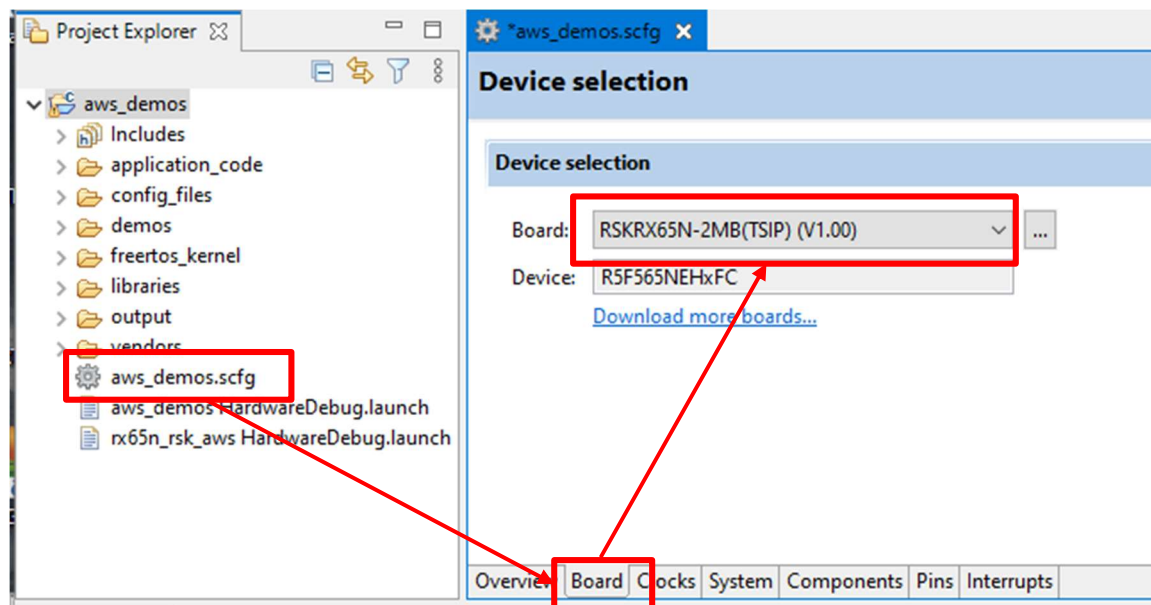 Project Explorer
aws_demos
Includes
application_code
config_files
demos
freertos_kernel
libraries
output
vendors
aws_demos.scfg
aws_demos HardwareDebug.launch
rx65n_rsk_aws HardwareDebug.launch
*aws_demos.scfg
Device selection
Device selection
Board: RSKRX65N-2MB(TSIP) (V1.00) ...
Device: R5F565NEHxFC
Download more boards...
Overview Board Clocks System Components Pins Interrupts